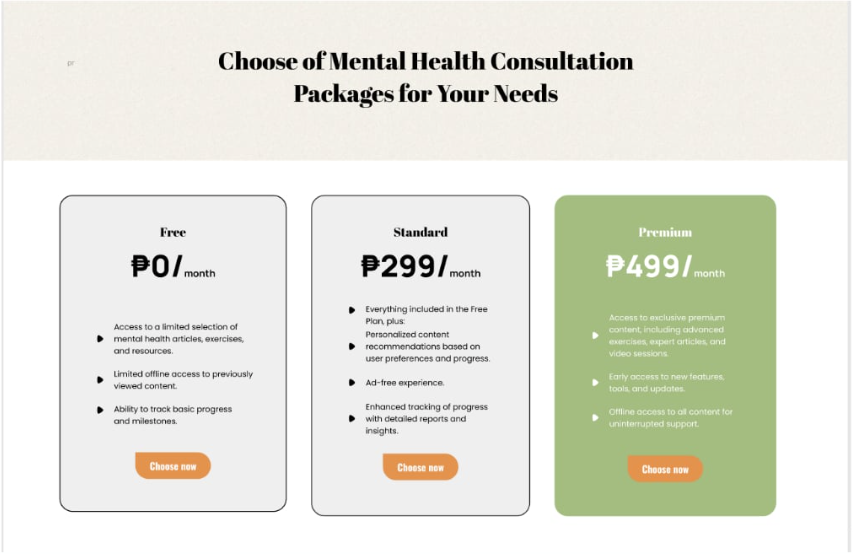 pr
Choose of Mental Health Consultation
Packages for Your Needs
Free
₱0/month
Access to a limited selection of
mental health articles, exercises,
and resources.
Limited offline access to previously
viewed content.
Ability to track basic progress
and milestones.
Choose now
Standard
₱299/month
Everything included in the Free
Plan, plus:
Personalized content
recommendations based on
user preferences and progress.
Ad-free experience.
Enhanced tracking of progress
with detailed reports and
insights.
Choose now
Premium
₱499/month
Access to exclusive premium
content, including advanced
exercises, expert articles, and
video sessions.
Early access to new features,
tools, and updates.
Offline access to all content for
uninterrupted support.
Choose now